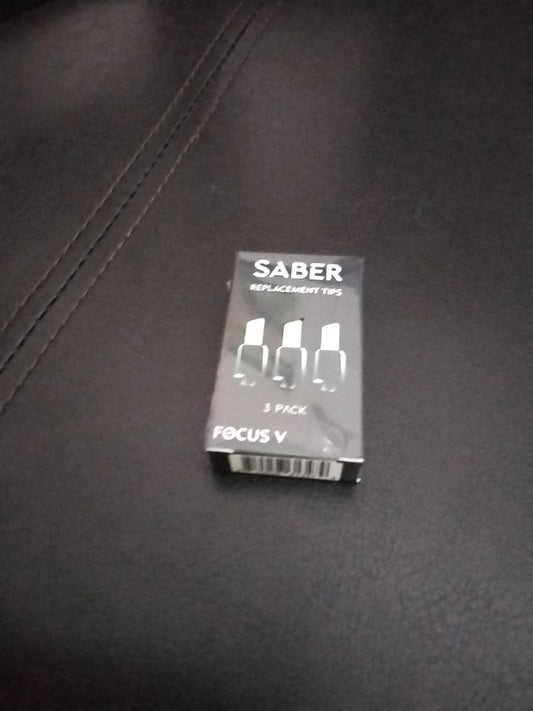 SABER
REPLACEMENT TIPS
3 PACK
FOCUS V